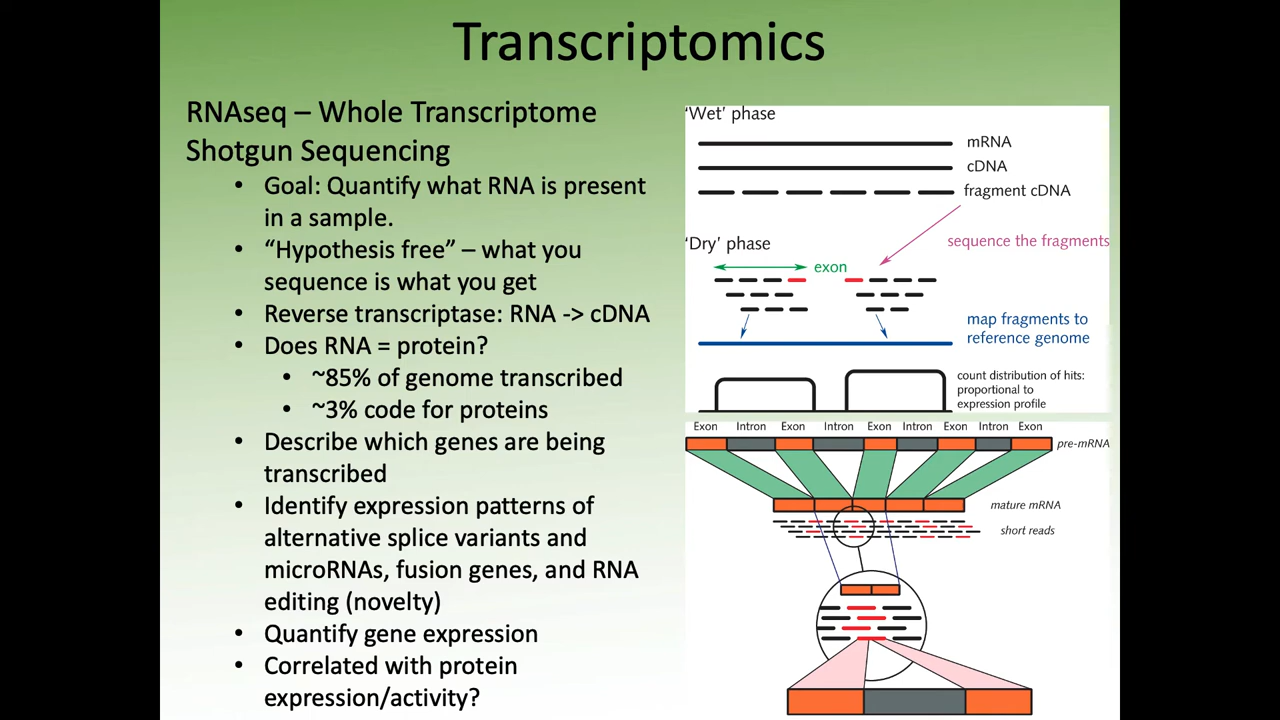 Transcriptomics
RNAseq – Whole Transcriptome
Shotgun Sequencing
• Goal: Quantify what RNA is present
in a sample.
• “Hypothesis free” – what you
sequence is what you get
• Reverse transcriptase: RNA -> cDNA
• Does RNA = protein?
• ~85% of genome transcribed
• ~3% code for proteins
• Describe which genes are being
transcribed
• Identify expression patterns of
alternative splice variants and
microRNAs, fusion genes, and RNA
editing (novelty)
• Quantify gene expression
• Correlated with protein
expression/activity?
‘Wet’ phase
mRNA
cDNA
fragment cDNA
sequence the fragments
‘Dry’ phase
exon
map fragments to
reference genome
count distribution of hits:
proportional to
expression profile
Exon Intron Exon Intron Exon Intron Exon Intron Exon
pre-mRNA
mature mRNA
short reads